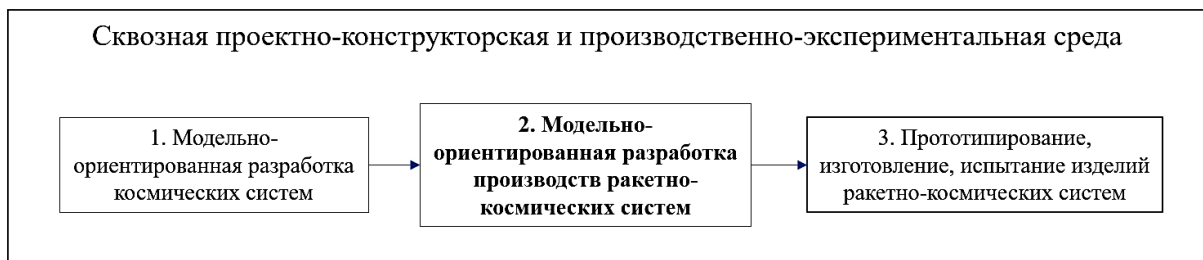 Сквозная проектно-конструкторская и производственно-экспериментальная среда
1. Модельно-
ориентированная разработка
космических систем
2. Модельно-
ориентированная разработка
производств ракетно-
космических систем
3. Прототипирование,
изготовление, испытание изделий
ракетно-космических систем